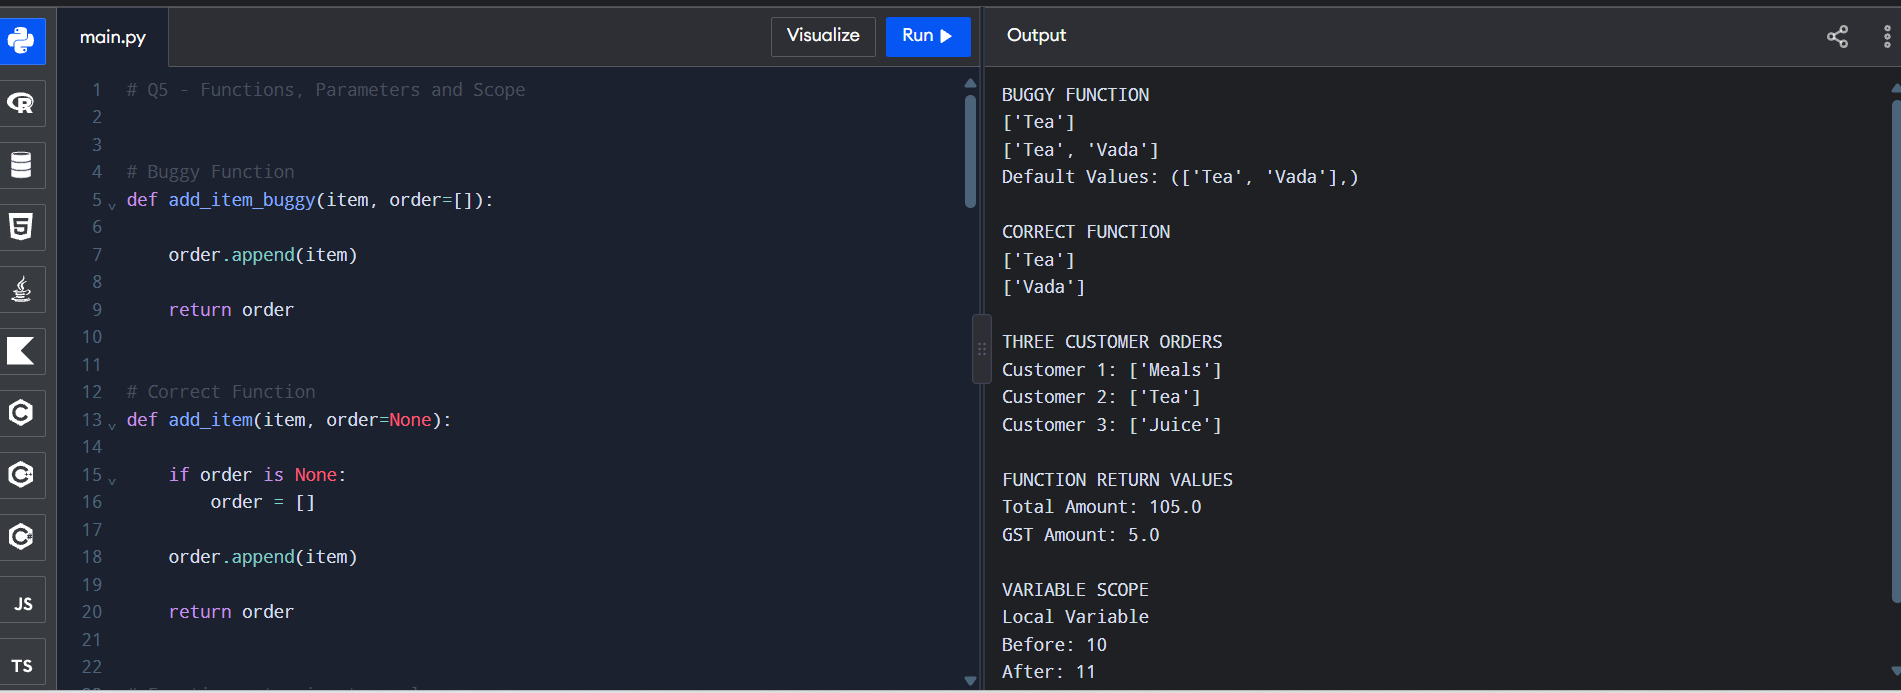 main.py
Visualize
Run
Output
1 # Q5 - Functions, Parameters and Scope
2
3
4 # Buggy Function
5 def add_item_buggy(item, order=[]):
6
7     order.append(item)
8
9     return order
10
11
12 # Correct Function
13 def add_item(item, order=None):
14
15     if order is None:
16         order = []
17
18     order.append(item)
19
20     return order
21
22
BUGGY FUNCTION
['Tea']
['Tea', 'Vada']
Default Values: (['Tea', 'Vada'],)
CORRECT FUNCTION
['Tea']
['Vada']
THREE CUSTOMER ORDERS
Customer 1: ['Meals']
Customer 2: ['Tea']
Customer 3: ['Juice']
FUNCTION RETURN VALUES
Total Amount: 105.0
GST Amount: 5.0
VARIABLE SCOPE
Local Variable
Before: 10
After: 11
R
5
C
C
C
JS
TS